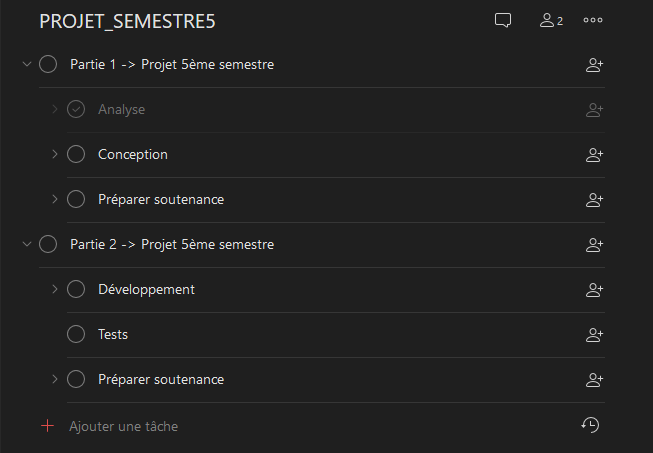 PROJET_SEMESTRE5
2
Partie 1 -> Projet 5ème semestre
Analyse
Conception
Préparer soutenance
Partie 2 -> Projet 5ème semestre
Développement
Tests
Préparer soutenance
Ajouter une tâche